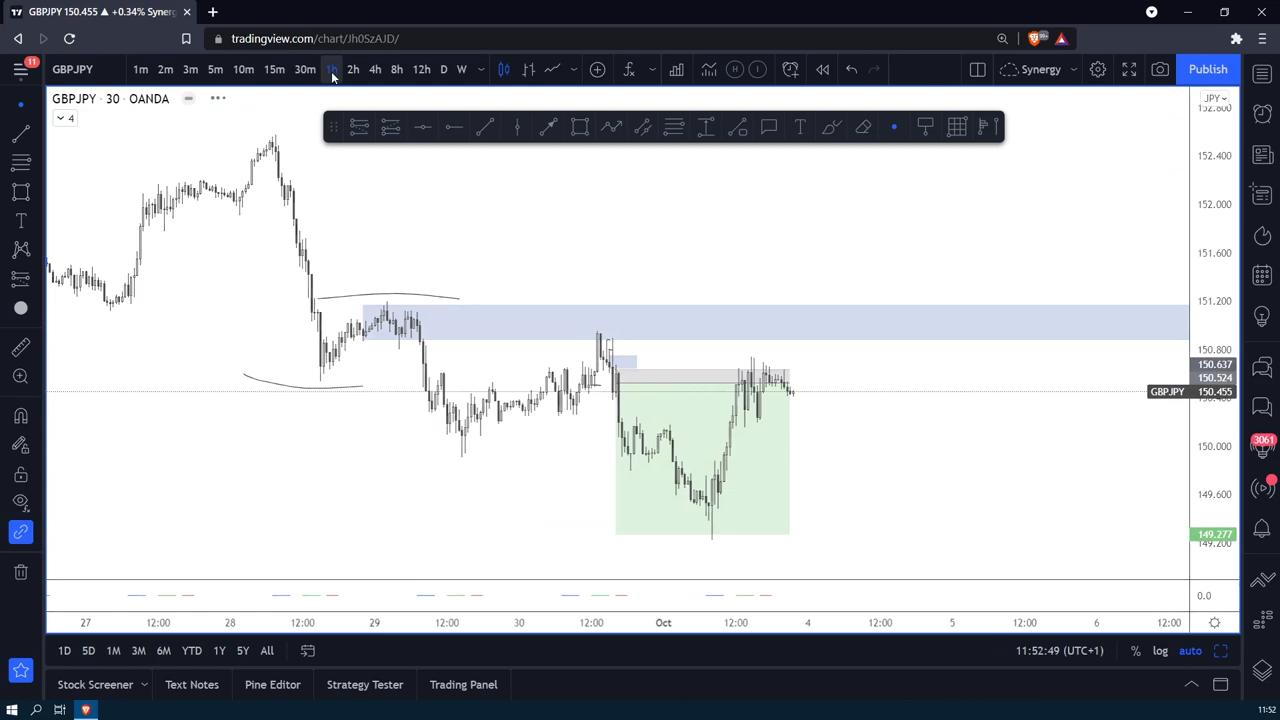 GBPJPY 150.455 ▲ +0.34% Synerg
tradingview.com/chart/Jh0SzAJD/
99+
11
GBPJPY 1m 2m 3m 5m 10m 15m 30m 1h 2h 4h 8h 12h D W Synergy Publish
GBPJPY · 30 · OANDA
4
JPY
152.800
152.400
152.000
151.600
151.200
150.800
150.637
150.524
GBPJPY 150.455
150.400
150.000
149.600
149.277
149.200
0.0
3061
27 12:00 28 12:00 29 12:00 30 12:00 Oct 12:00 4 12:00 5 12:00 6 12:00
1D 5D 1M 3M 6M YTD 1Y 5Y All 11:52:49 (UTC+1) % log auto
Stock Screener Text Notes Pine Editor Strategy Tester Trading Panel
11:52